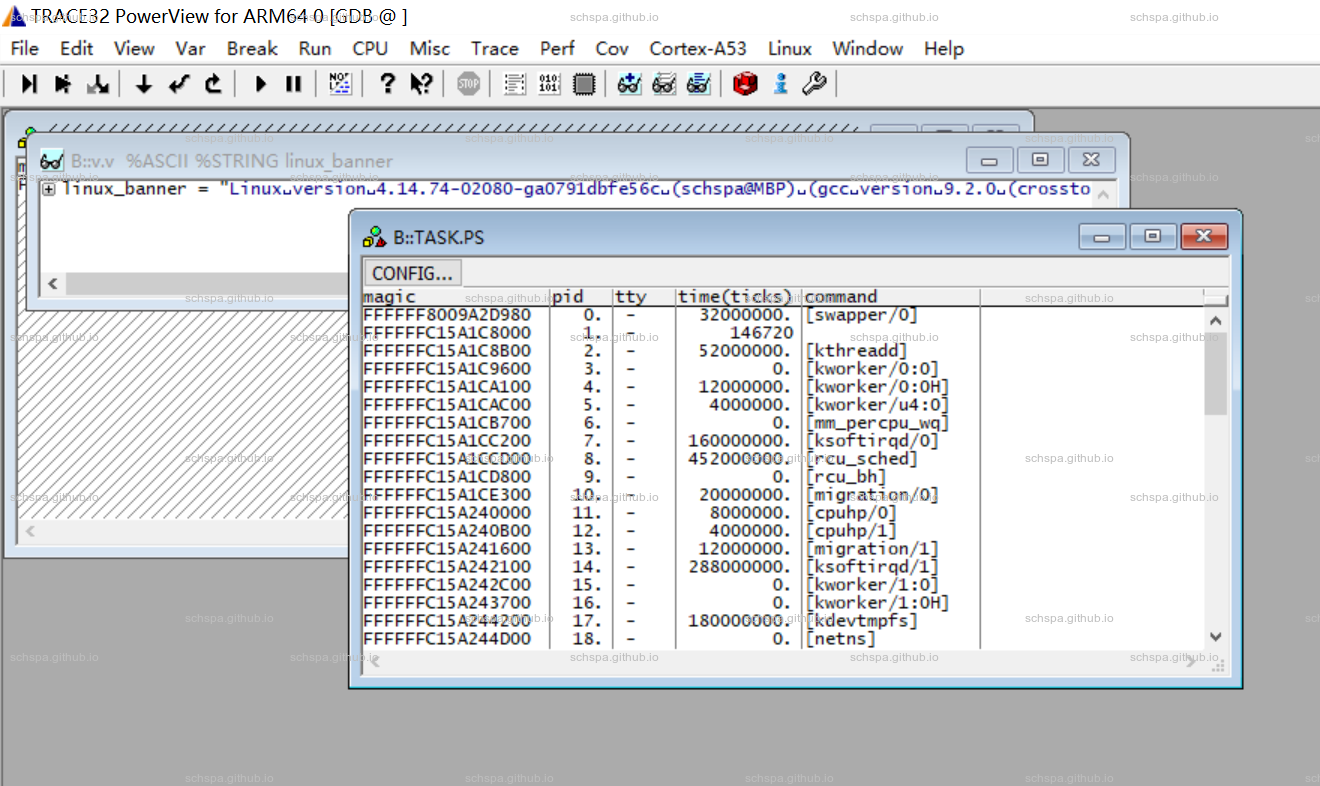 TRACE32 PowerView for ARM64 0 [GDB @ ]
File Edit View Var Break Run CPU Misc Trace Perf Cov Cortex-A53 Linux Window Help
B::v.v %ASCII %STRING linux_banner
linux_banner = "Linux␣version␣4.14.74-02080-ga0791dbfe56c␣(schspa@MBP)␣(gcc␣version␣9.2.0␣(crossto
B::TASK.PS
CONFIG...
magic pid tty time(ticks) command
FFFFFF8009A2D980 0. - 32000000. [swapper/0]
FFFFFFC15A1C8000 1. - 146720
FFFFFFC15A1C8B00 2. - 52000000. [kthreadd]
FFFFFFC15A1C9600 3. - 0. [kworker/0:0]
FFFFFFC15A1CA100 4. - 12000000. [kworker/0:0H]
FFFFFFC15A1CAC00 5. - 4000000. [kworker/u4:0]
FFFFFFC15A1CB700 6. - 0. [mm_percpu_wq]
FFFFFFC15A1CC200 7. - 160000000. [ksoftirqd/0]
FFFFFFC15A1CCD00 8. - 452000000. [rcu_sched]
FFFFFFC15A1CD800 9. - 0. [rcu_bh]
FFFFFFC15A1CE300 10. - 20000000. [migration/0]
FFFFFFC15A240000 11. - 8000000. [cpuhp/0]
FFFFFFC15A240B00 12. - 4000000. [cpuhp/1]
FFFFFFC15A241600 13. - 12000000. [migration/1]
FFFFFFC15A242100 14. - 288000000. [ksoftirqd/1]
FFFFFFC15A242C00 15. - 0. [kworker/1:0]
FFFFFFC15A243700 16. - 0. [kworker/1:0H]
FFFFFFC15A244200 17. - 180000000. [kdevtmpfs]
FFFFFFC15A244D00 18. - 0. [netns]
schspa.github.io